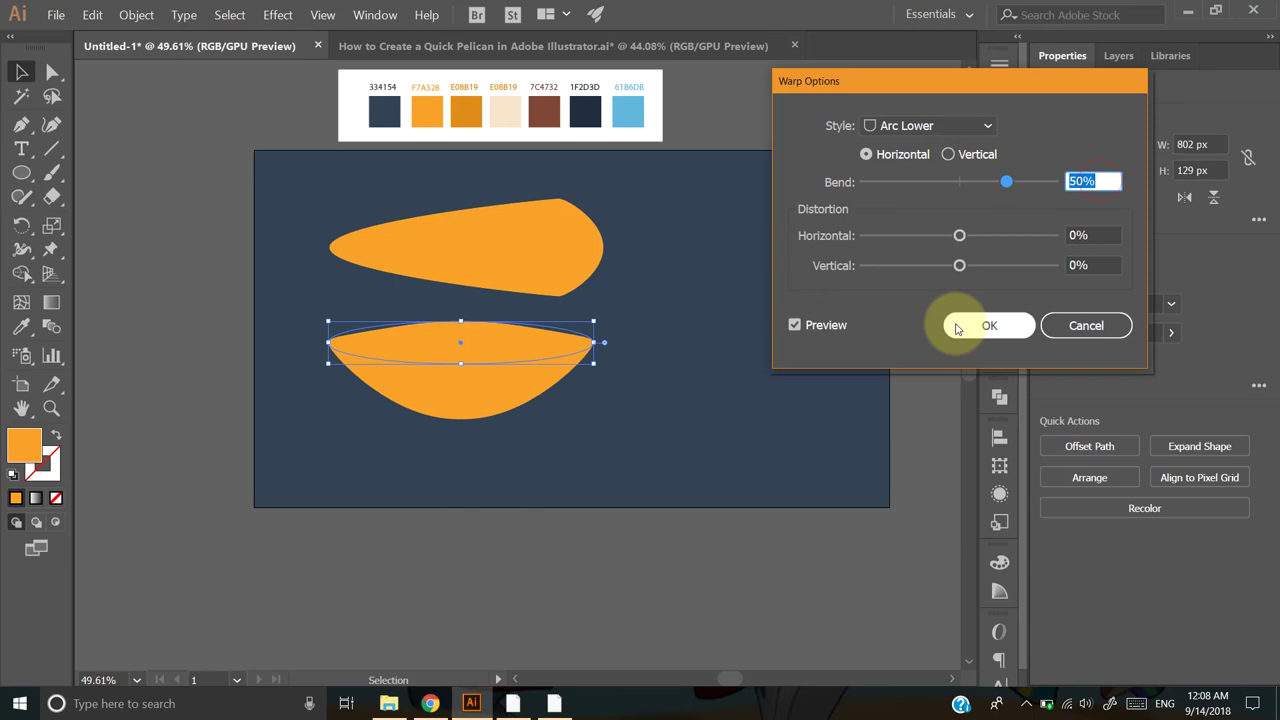 Ai File Edit Object Type Select Effect View Window Help Br St Essentials Search Adobe Stock
Untitled-1* @ 49.61% (RGB/GPU Preview) × How to Create a Quick Pelican in Adobe Illustrator.ai* @ 44.08% (RGB/GPU Preview) ×
Properties Layers Libraries
334154 F7A32B E08B19 E08B19 7C4732 1F2D3D 61B6DB
Warp Options
Style: Arc Lower
Horizontal Vertical
Bend: 50%
Distortion
Horizontal: 0%
Vertical: 0%
Preview OK Cancel
W: 802 px
H: 129 px
Quick Actions
Offset Path Expand Shape
Arrange Align to Pixel Grid
Recolor
49.61% 1 Selection
Type here to search
Ai
ENG
12:08 AM
9/14/2018